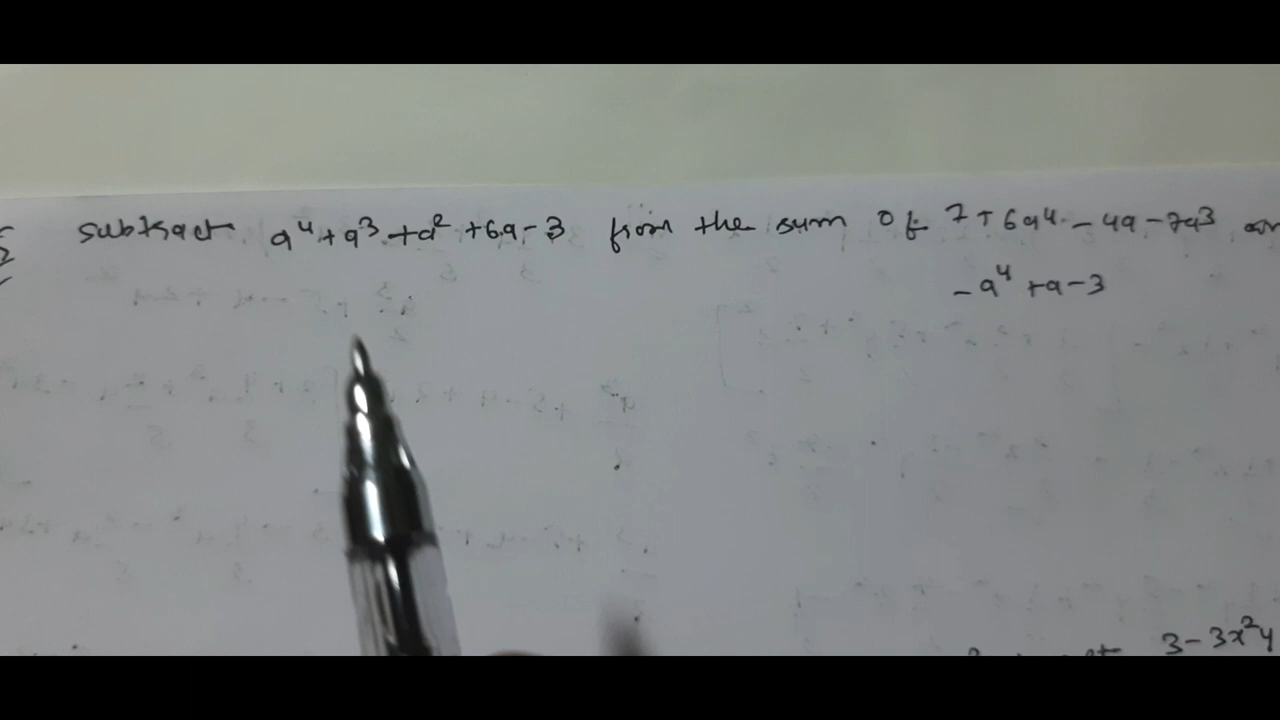 subtract a⁴ + a³ + a² + 6a - 3 from the sum of 7 + 6a⁴ - 4a - 7a³
- a⁴ + a - 3
3 - 3x²y